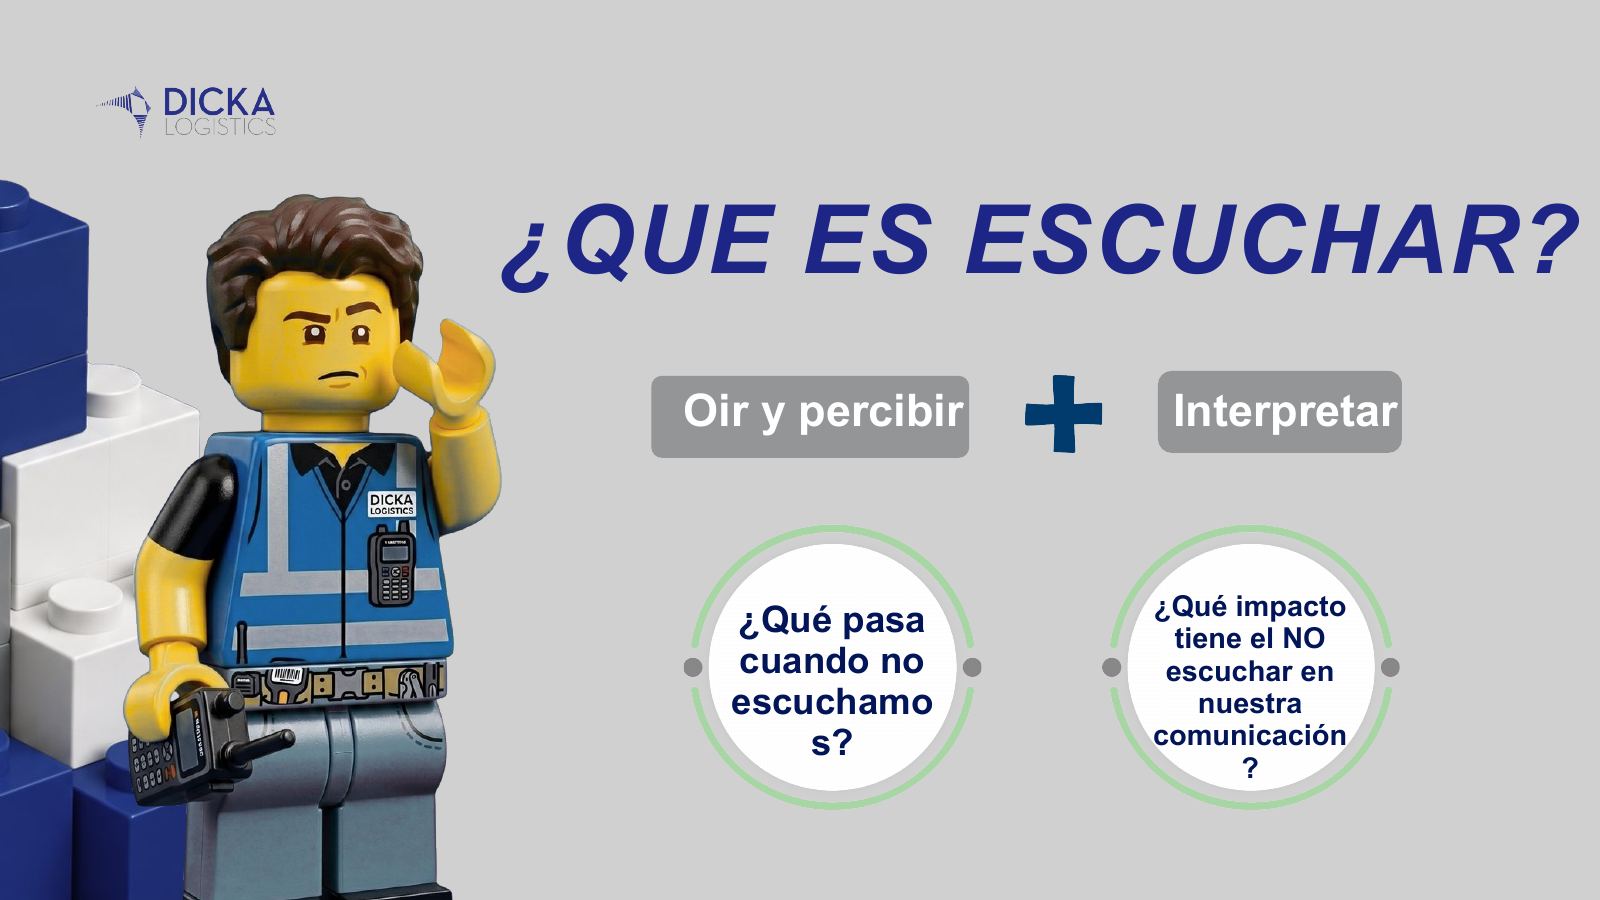 DICKA
LOGISTICS
¿QUE ES ESCUCHAR?
Oir y percibir
Interpretar
DICKA
LOGISTICS
¿Qué pasa
cuando no
escuchamo
s?
¿Qué impacto
tiene el NO
escuchar en
nuestra
comunicación
?